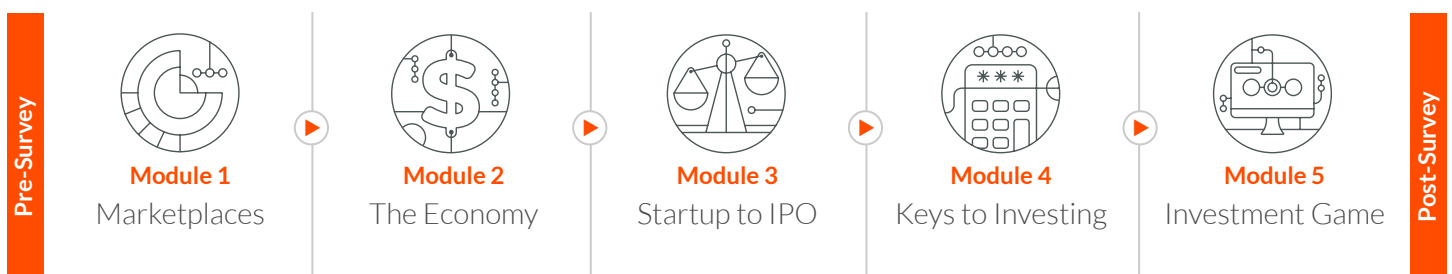 Pre-Survey
Module 1
Marketplaces
Module 2
The Economy
Module 3
Startup to IPO
Module 4
Keys to Investing
Module 5
Investment Game
Post-Survey